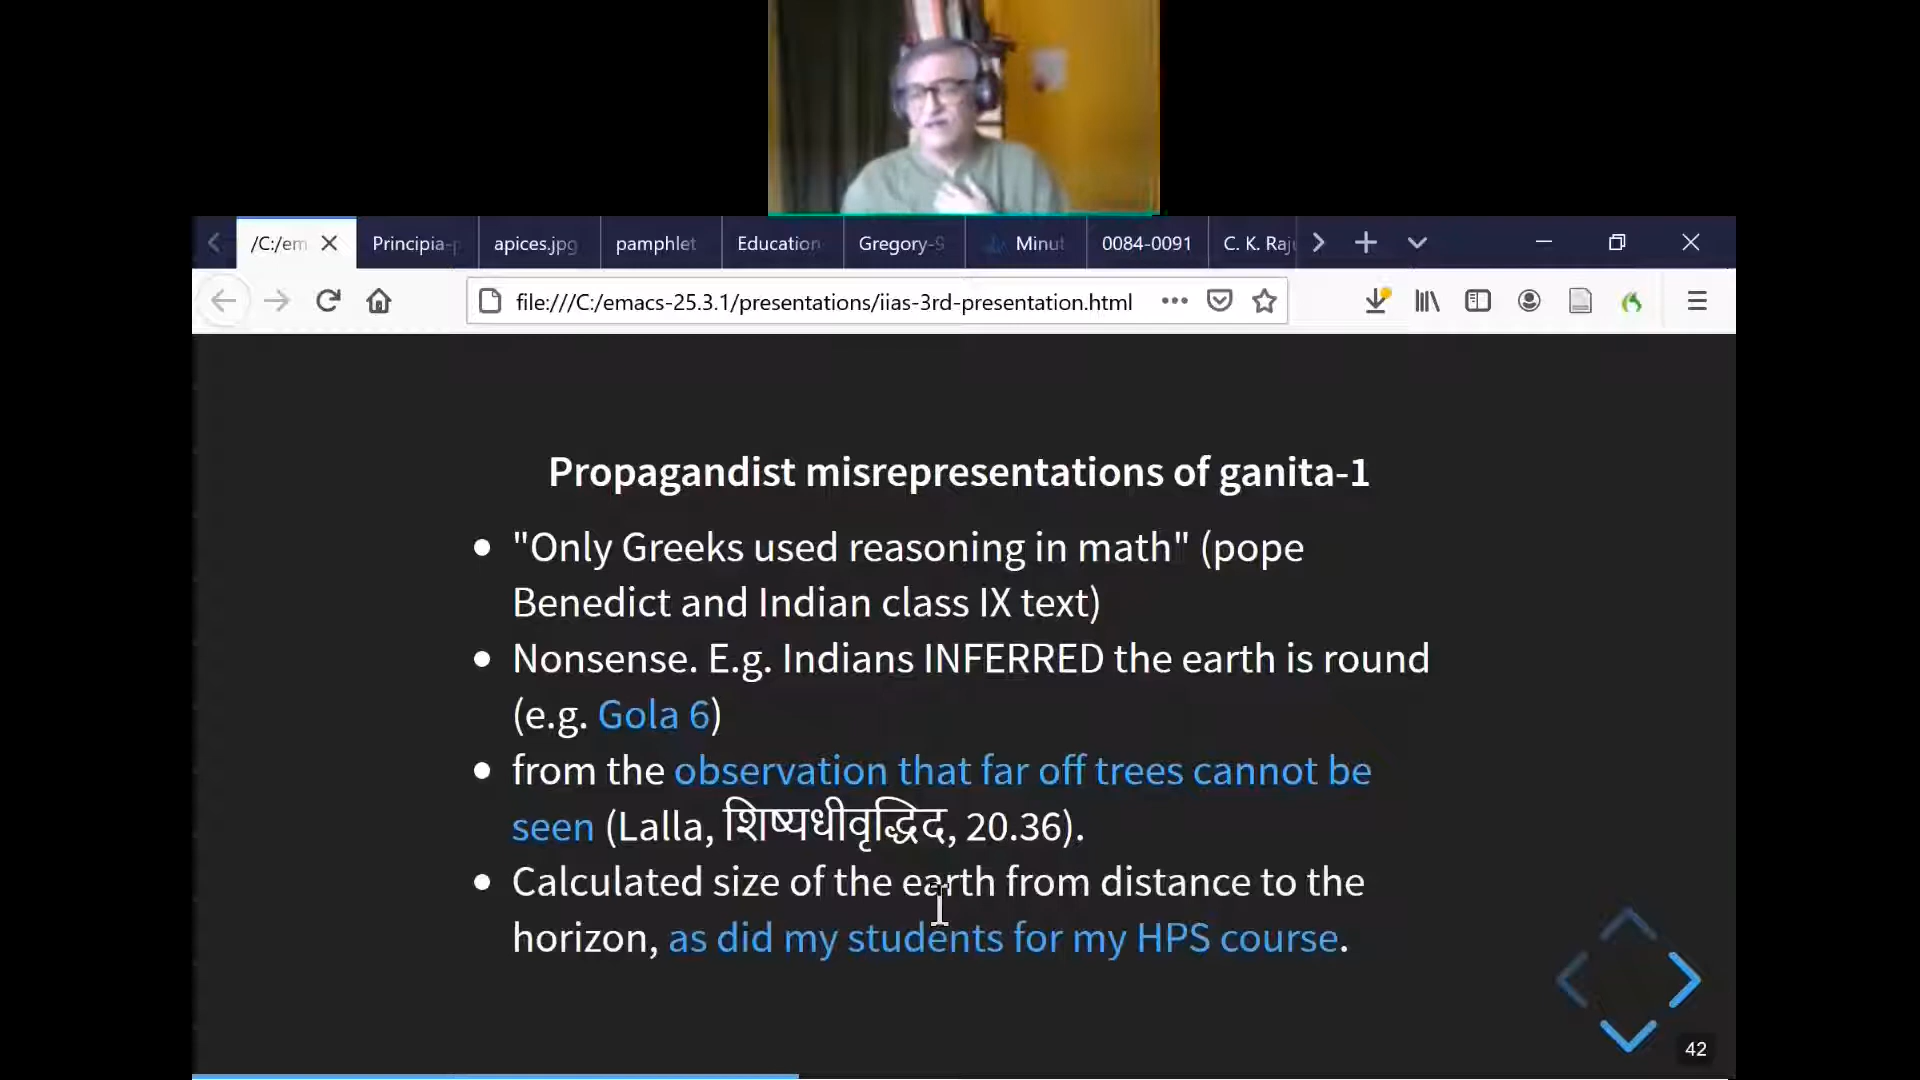 /C:/em
Principia-p
apices.jpg
pamphlet
Education
Gregory-9
Minut
0084-0091
C. K. Raju
file:///C:/emacs-25.3.1/presentations/iias-3rd-presentation.html
Propagandist misrepresentations of ganita-1
"Only Greeks used reasoning in math" (pope
Benedict and Indian class IX text)
Nonsense. E.g. Indians INFERRED the earth is round
(e.g. Gola 6)
from the observation that far off trees cannot be
seen (Lalla, शिष्यधीवृद्धिद, 20.36).
Calculated size of the earth from distance to the
horizon, as did my students for my HPS course.
42